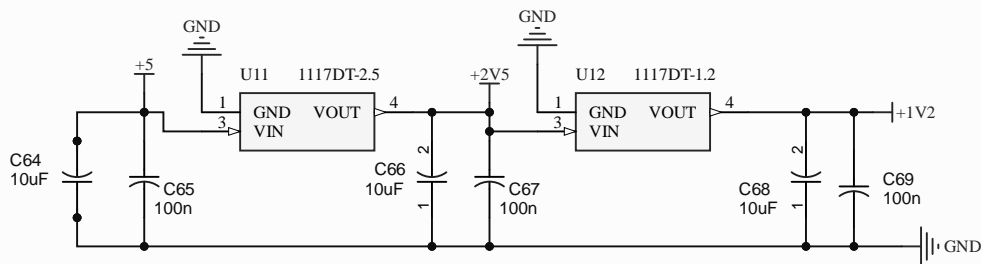 GND
GND
+5
U11 1117DT-2.5
+2V5
U12 1117DT-1.2
1 GND VOUT 4
3 VIN
1 GND VOUT 4
3 VIN
+1V2
C64
10uF
C65
100n
C66
10uF
2
1
C67
100n
C68
10uF
2
1
C69
100n
GND